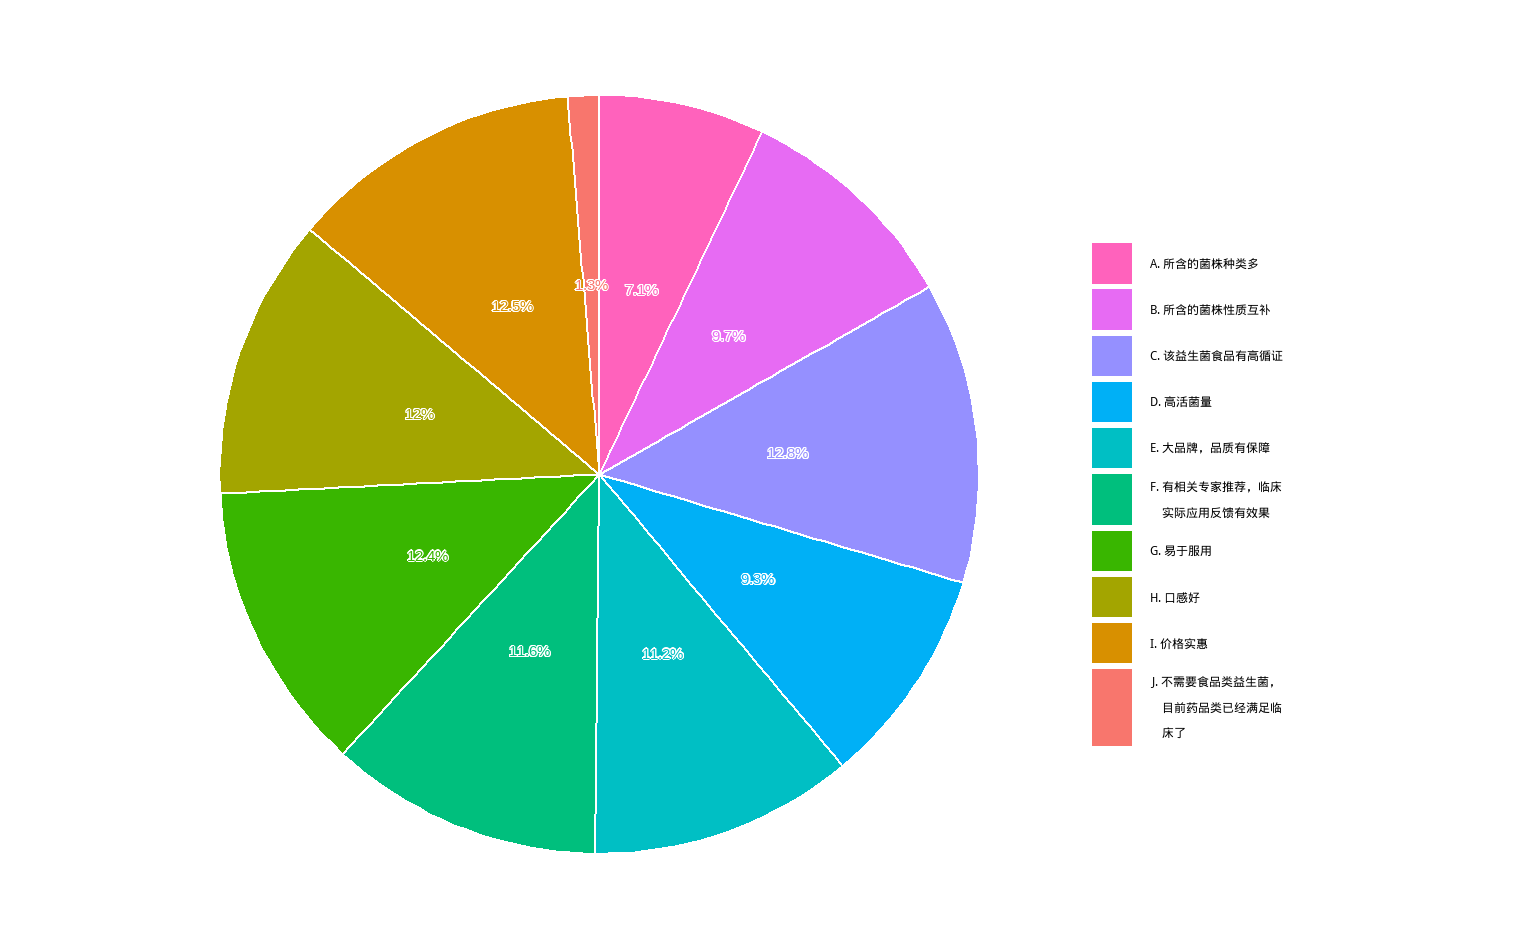 1.3%
7.1%
12.5%
9.7%
12%
12.8%
12.4%
9.3%
11.6%
11.2%
A. 所含的菌株种类多
B. 所含的菌株性质互补
C. 该益生菌食品有高循证
D. 高活菌量
E. 大品牌，品质有保障
F. 有相关专家推荐，临床
实际应用反馈有效果
G. 易于服用
H. 口感好
I. 价格实惠
J. 不需要食品类益生菌，
目前药品类已经满足临
床了